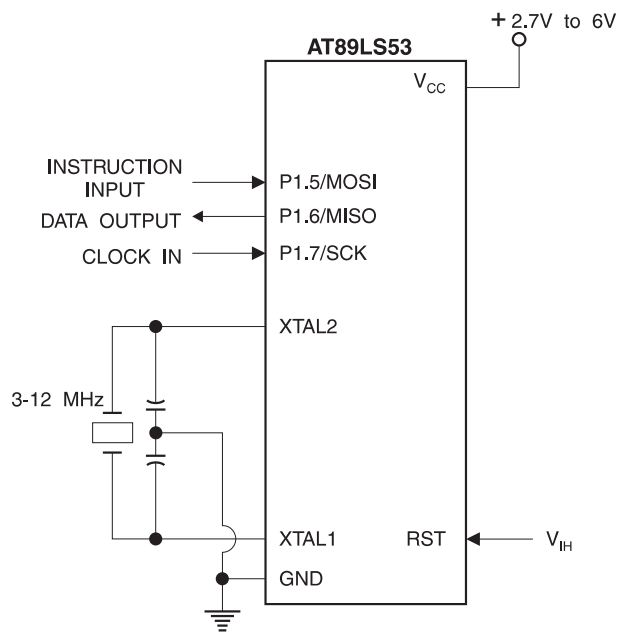 + 2.7V to 6V
AT89LS53
VCC
INSTRUCTION
INPUT
P1.5/MOSI
DATA OUTPUT
P1.6/MISO
CLOCK IN
P1.7/SCK
XTAL2
3-12 MHz
XTAL1
RST
VIH
GND